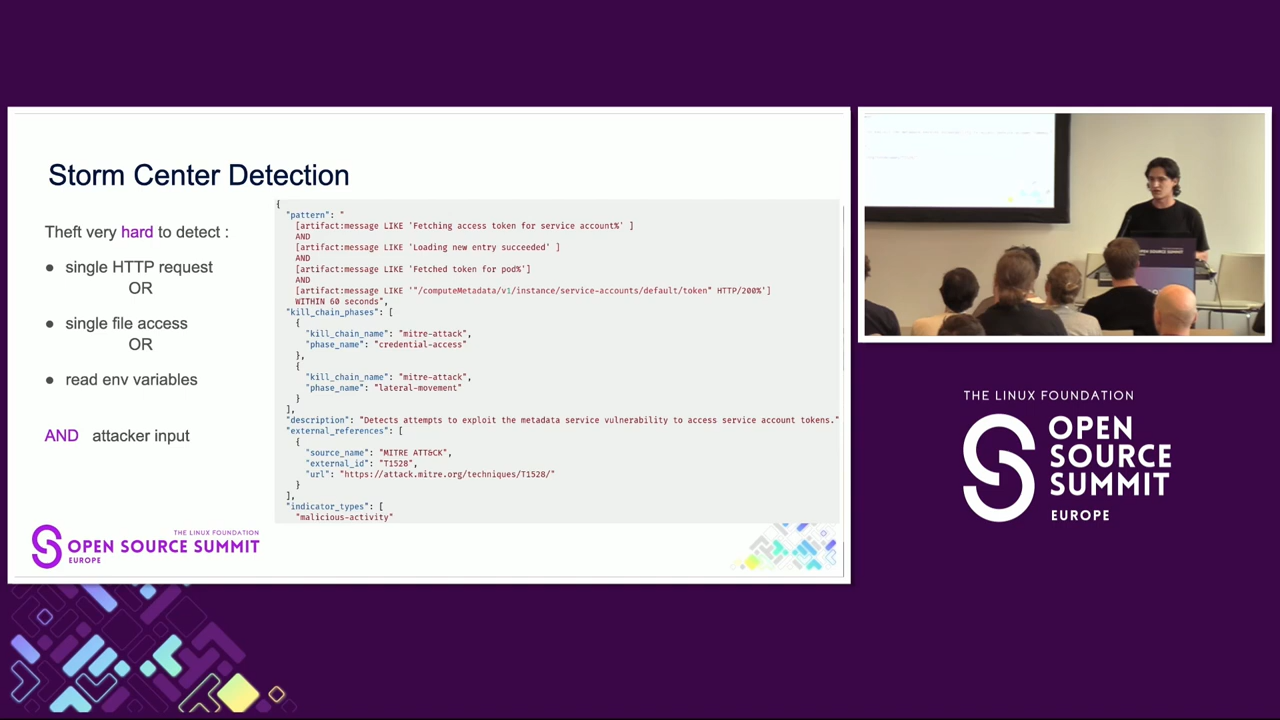 Storm Center Detection
Theft very hard to detect :
● single HTTP request
OR
● single file access
OR
● read env variables
AND attacker input
{
"pattern": "
[artifact:message LIKE 'Fetching access token for service account%' ]
AND
[artifact:message LIKE 'Loading new entry succeeded' ]
AND
[artifact:message LIKE 'Fetched token for pod%']
AND
[artifact:message LIKE '"/computeMetadata/v1/instance/service-accounts/default/token" HTTP/200%']
WITHIN 60 seconds",
"kill_chain_phases": [
{
"kill_chain_name": "mitre-attack",
"phase_name": "credential-access"
},
{
"kill_chain_name": "mitre-attack",
"phase_name": "lateral-movement"
}
],
"description": "Detects attempts to exploit the metadata service vulnerability to access service account tokens."
"external_references": [
{
"source_name": "MITRE ATT&CK",
"external_id": "T1528",
"url": "https://attack.mitre.org/techniques/T1528/"
}
],
"indicator_types": [
"malicious-activity"
THE LINUX FOUNDATION
OPEN SOURCE SUMMIT
EUROPE
OPEN SOURCE SUMMIT
THE LINUX FOUNDATION
OPEN
SOURCE
SUMMIT
EUROPE